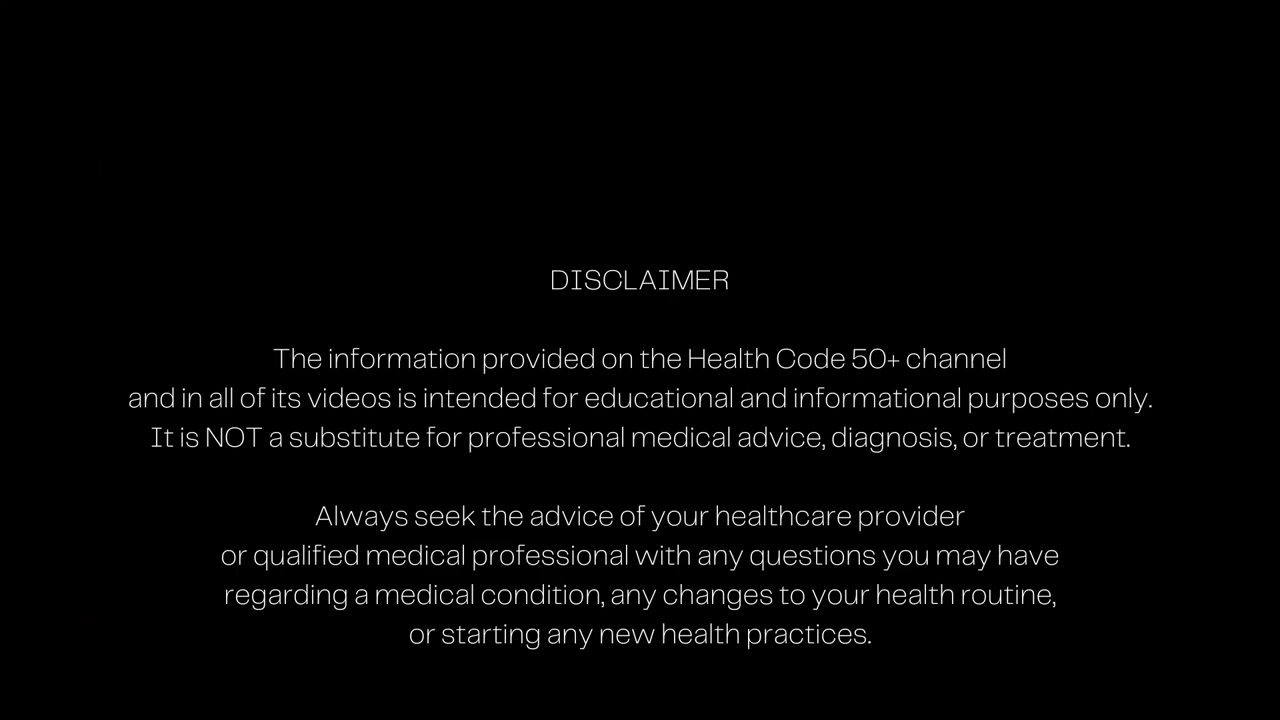 DISCLAIMER
The information provided on the Health Code 50+ channel
and in all of its videos is intended for educational and informational purposes only.
It is NOT a substitute for professional medical advice, diagnosis, or treatment.
Always seek the advice of your healthcare provider
or qualified medical professional with any questions you may have
regarding a medical condition, any changes to your health routine,
or starting any new health practices.